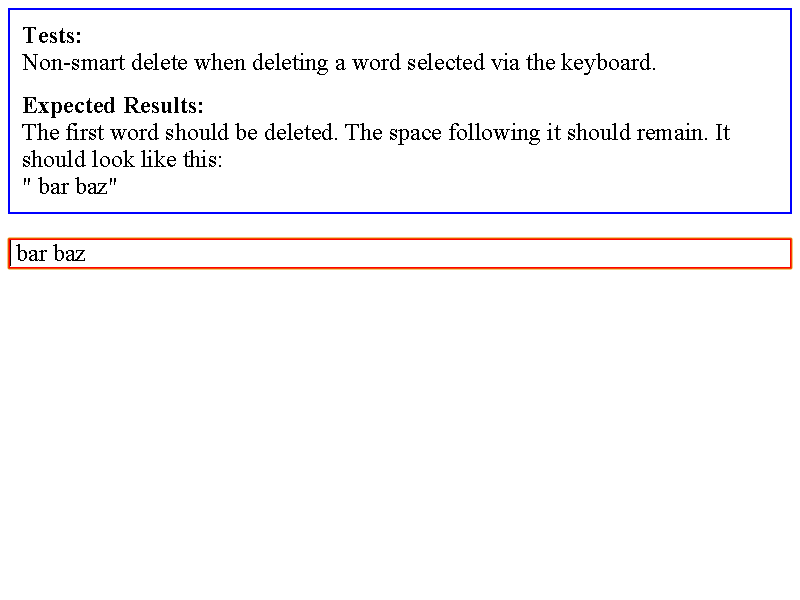 Tests:
Non-smart delete when deleting a word selected via the keyboard.
Expected Results:
The first word should be deleted. The space following it should remain. It
should look like this:
" bar baz"
bar baz